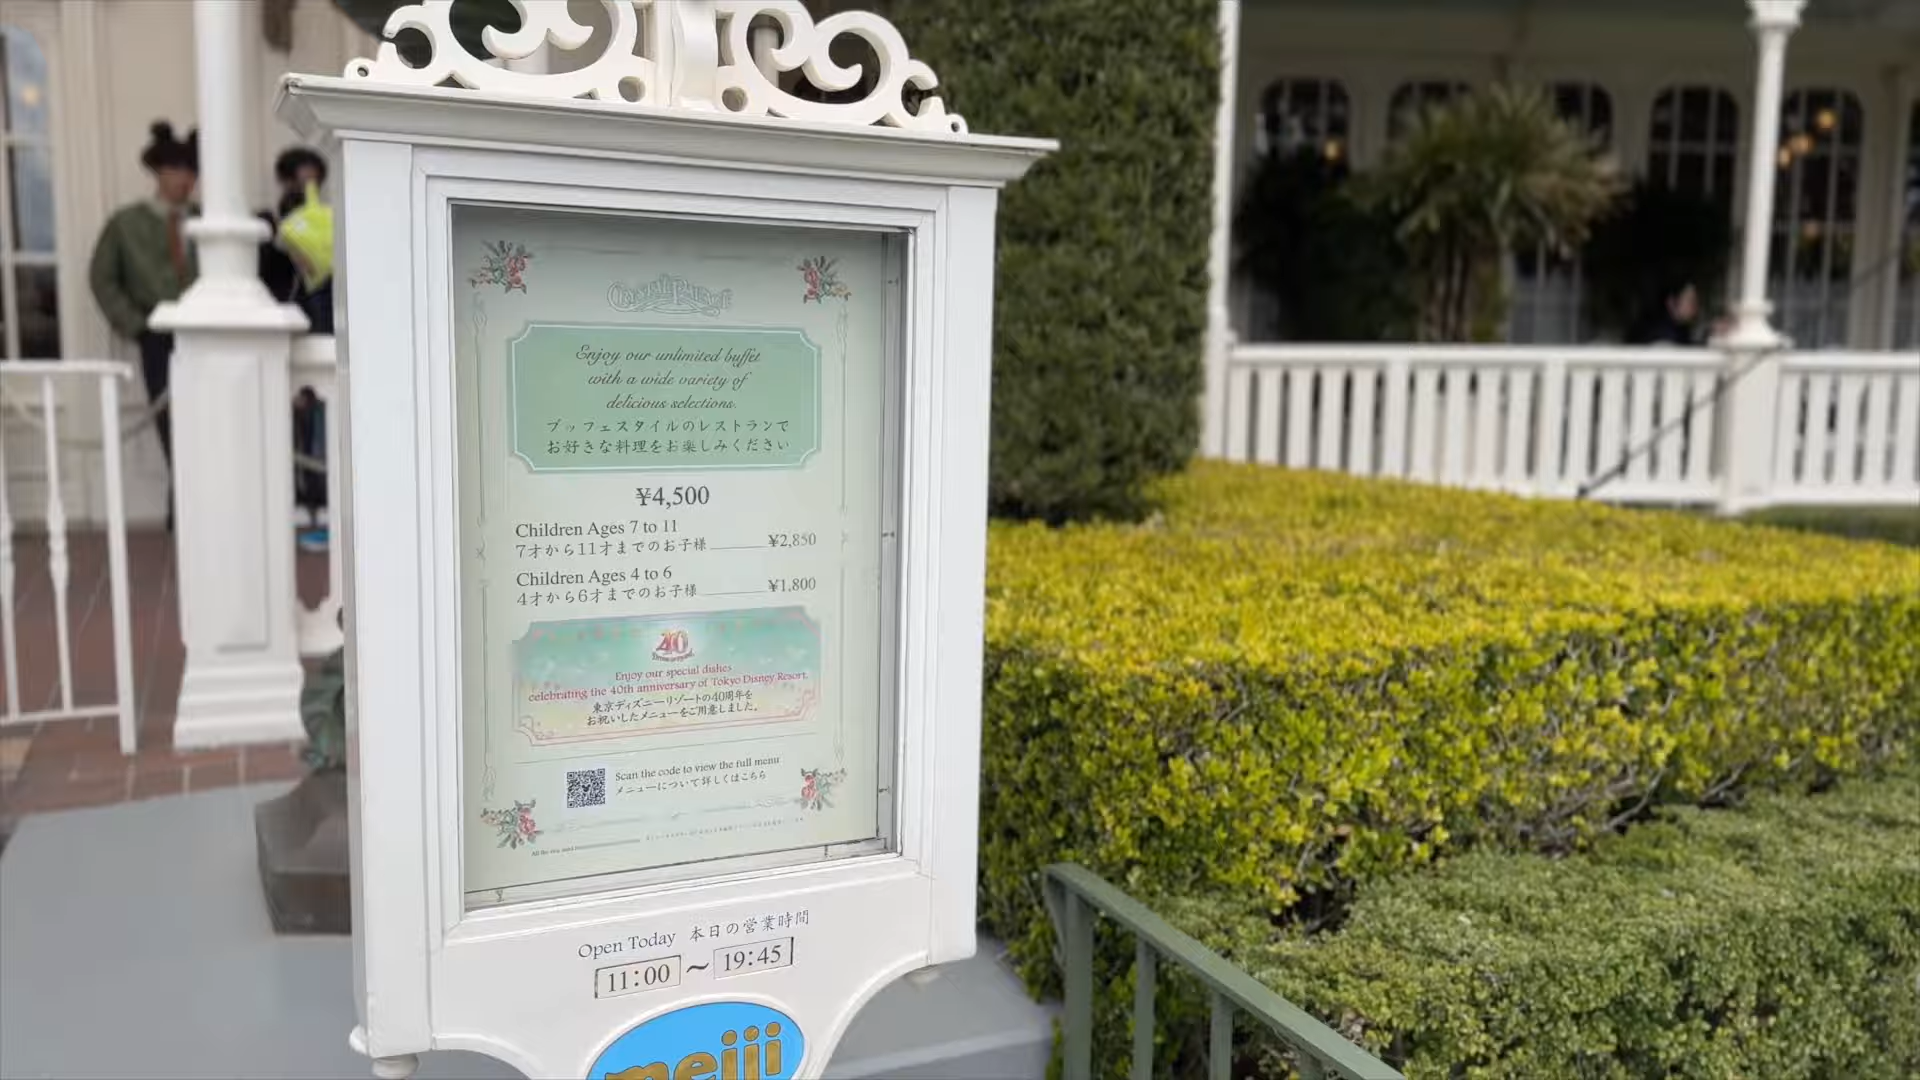 CRYSTAL PALACE
Enjoy our unlimited buffet
with a wide variety of
delicious selections.
ブッフェスタイルのレストランで
お好きな料理をお楽しみください
¥4,500
Children Ages 7 to 11
7才から11才までのお子様 ¥2,850
Children Ages 4 to 6
4才から6才までのお子様 ¥1,800
40
Enjoy our special dishes
celebrating the 40th anniversary of Tokyo Disney Resort.
東京ディズニーリゾートの40周年を
お祝いしたメニューをご用意しました。
Scan the code to view the full menu
メニューについて詳しくはこちら
Open Today 本日の営業時間
11:00 〜 19:45
meiji